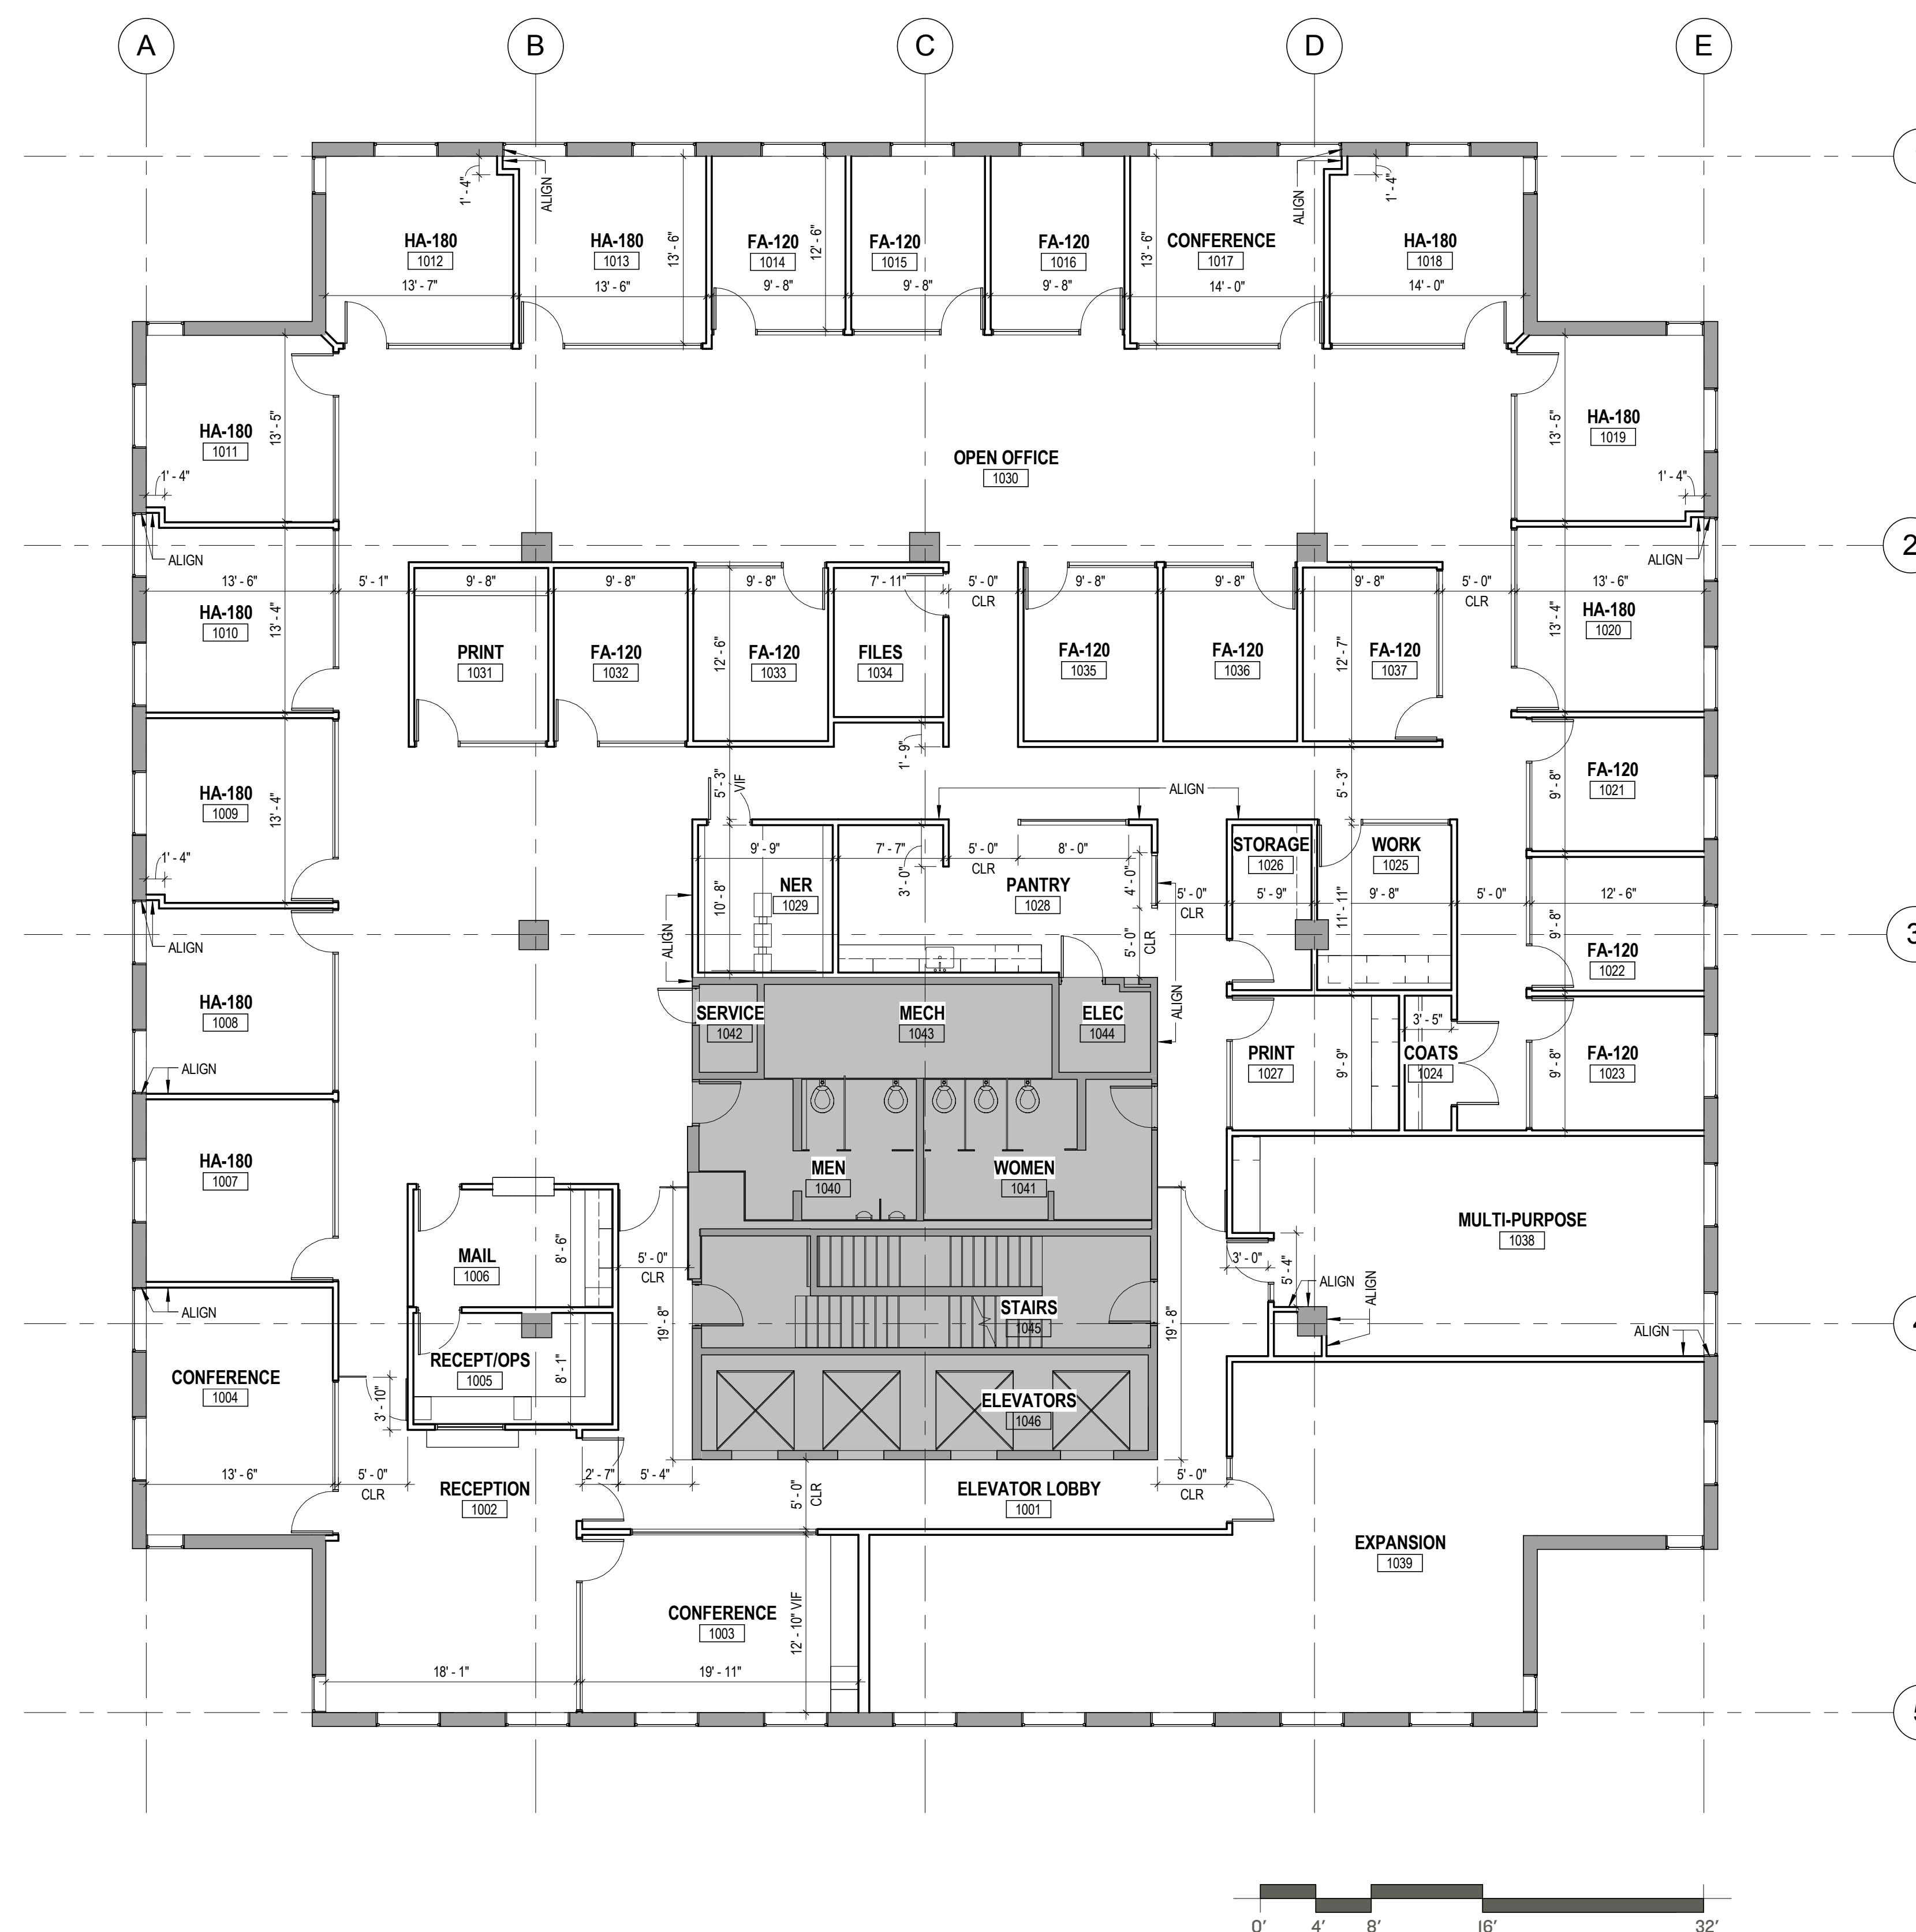 A B C D E
1'-4"
ALIGN
13'-6"
12'-6"
13'-6"
ALIGN
1'-4"
HA-180
1012
13'-7"
HA-180
1013
13'-6"
FA-120
1014
9'-8"
FA-120
1015
9'-8"
FA-120
1016
9'-8"
CONFERENCE
1017
14'-0"
HA-180
1018
14'-0"
HA-180
1011
13'-5"
1'-4"
ALIGN
OPEN OFFICE
1030
HA-180
1019
13'-5"
1'-4"
ALIGN
2
13'-6"
5'-1"
9'-8"
9'-8"
9'-8"
7'-11"
5'-0"
CLR
9'-8"
9'-8"
9'-8"
5'-0"
CLR
13'-6"
HA-180
1010
13'-4"
PRINT
1031
FA-120
1032
12'-6"
FA-120
1033
FILES
1034
FA-120
1035
FA-120
1036
12'-7"
FA-120
1037
13'-4"
HA-180
1020
1'-9"
5'-3"
VIF
5'-3"
ALIGN
HA-180
1009
13'-4"
1'-4"
ALIGN
9'-8"
FA-120
1021
9'-9"
7'-7"
5'-0"
CLR
8'-0"
3'-0"
4'-0"
10'-8"
NER
1029
PANTRY
1028
5'-0"
CLR
5'-0"
CLR
STORAGE
1026
5'-9"
WORK
1025
9'-8"
11'-11"
5'-0"
12'-6"
ALIGN
ALIGN
3
9'-8"
FA-120
1022
HA-180
1008
ALIGN
SERVICE
1042
MECH
1043
ELEC
1044
3'-5"
PRINT
1027
9'-9"
COATS
1024
9'-8"
FA-120
1023
HA-180
1007
ALIGN
MEN
1040
WOMEN
1041
MAIL
1006
8'-6"
5'-0"
CLR
19'-8"
19'-8"
3'-0"
5'-4"
ALIGN
ALIGN
MULTI-PURPOSE
1038
ALIGN
STAIRS
1045
RECEPT/OPS
1005
8'-1"
3'-10"
CONFERENCE
1004
ELEVATORS
1046
13'-6"
5'-0"
CLR
RECEPTION
1002
2'-7"
5'-4"
5'-0"
CLR
ELEVATOR LOBBY
1001
5'-0"
CLR
EXPANSION
1039
CONFERENCE
1003
12'-10" VIF
18'-1"
19'-11"
0' 4' 8' 16' 32'